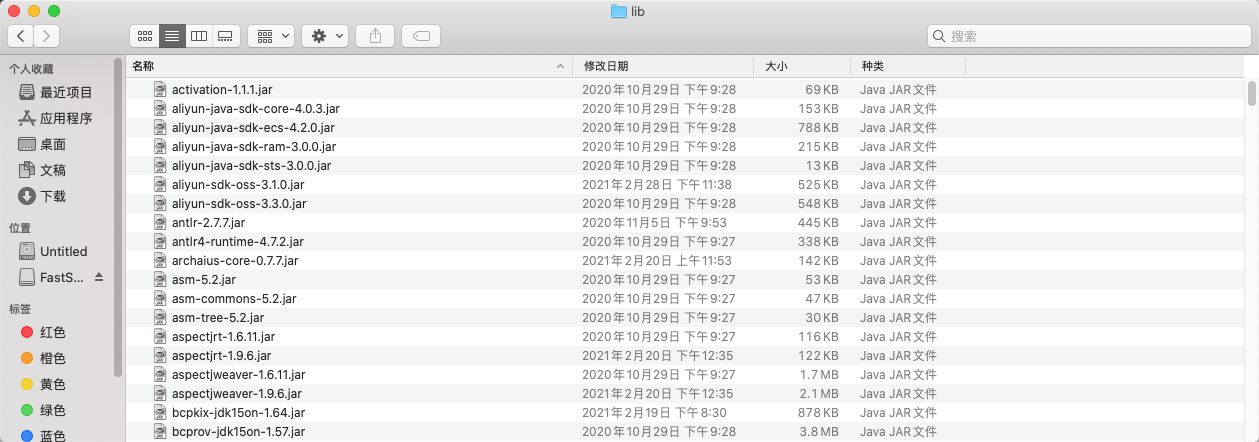 lib
搜索
个人收藏
最近项目
应用程序
桌面
文稿
下载
位置
Untitled
FastS...
标签
红色
橙色
黄色
绿色
蓝色
名称 修改日期 大小 种类
activation-1.1.1.jar 2020年10月29日 下午9:28 69 KB Java JAR文件
aliyun-java-sdk-core-4.0.3.jar 2020年10月29日 下午9:28 153 KB Java JAR文件
aliyun-java-sdk-ecs-4.2.0.jar 2020年10月29日 下午9:28 788 KB Java JAR文件
aliyun-java-sdk-ram-3.0.0.jar 2020年10月29日 下午9:28 215 KB Java JAR文件
aliyun-java-sdk-sts-3.0.0.jar 2020年10月29日 下午9:28 13 KB Java JAR文件
aliyun-sdk-oss-3.1.0.jar 2021年2月28日 下午11:38 525 KB Java JAR文件
aliyun-sdk-oss-3.3.0.jar 2020年10月29日 下午9:28 548 KB Java JAR文件
antlr-2.7.7.jar 2020年11月5日 下午9:53 445 KB Java JAR文件
antlr4-runtime-4.7.2.jar 2020年10月29日 下午9:27 338 KB Java JAR文件
archaius-core-0.7.7.jar 2021年2月20日 上午11:53 142 KB Java JAR文件
asm-5.2.jar 2020年10月29日 下午9:27 53 KB Java JAR文件
asm-commons-5.2.jar 2020年10月29日 下午9:27 47 KB Java JAR文件
asm-tree-5.2.jar 2020年10月29日 下午9:27 30 KB Java JAR文件
aspectjrt-1.6.11.jar 2020年10月29日 下午9:27 116 KB Java JAR文件
aspectjrt-1.9.6.jar 2021年2月20日 下午12:35 122 KB Java JAR文件
aspectjweaver-1.6.11.jar 2020年10月29日 下午9:27 1.7 MB Java JAR文件
aspectjweaver-1.9.6.jar 2021年2月20日 下午12:35 2.1 MB Java JAR文件
bcpkix-jdk15on-1.64.jar 2021年2月19日 下午8:30 878 KB Java JAR文件
bcprov-jdk15on-1.57.jar 2020年10月29日 下午9:28 3.8 MB Java JAR文件